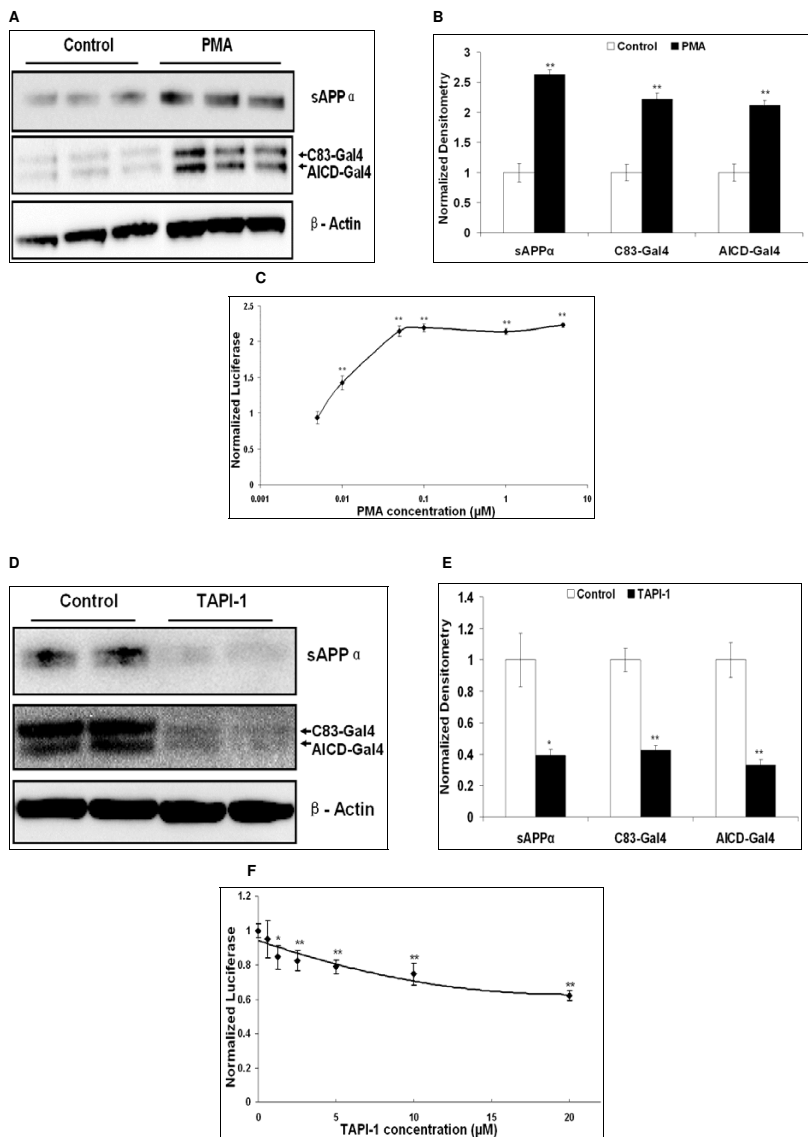 A
Control PMA
sAPP α
C83-Gal4
AICD-Gal4
β - Actin
B
Control PMA
Normalized Densitometry
3
2.5
2
1.5
1
0.5
0
** ** **
sAPPα C83-Gal4 AICD-Gal4
C
Normalized Luciferase
2.5
2
1.5
1
0.5
0
** ** ** ** **
0.001 0.01 0.1 1 10
PMA concentration (µM)
D
Control TAPI-1
sAPP α
C83-Gal4
AICD-Gal4
β - Actin
E
Control TAPI-1
Normalized Densitometry
1.4
1.2
1
0.8
0.6
0.4
0.2
0
* ** **
sAPPα C83-Gal4 AICD-Gal4
F
Normalized Luciferase
1.2
1
0.8
0.6
0.4
0.2
0
* ** ** ** **
0 5 10 15 20
TAPI-1 concentration (µM)